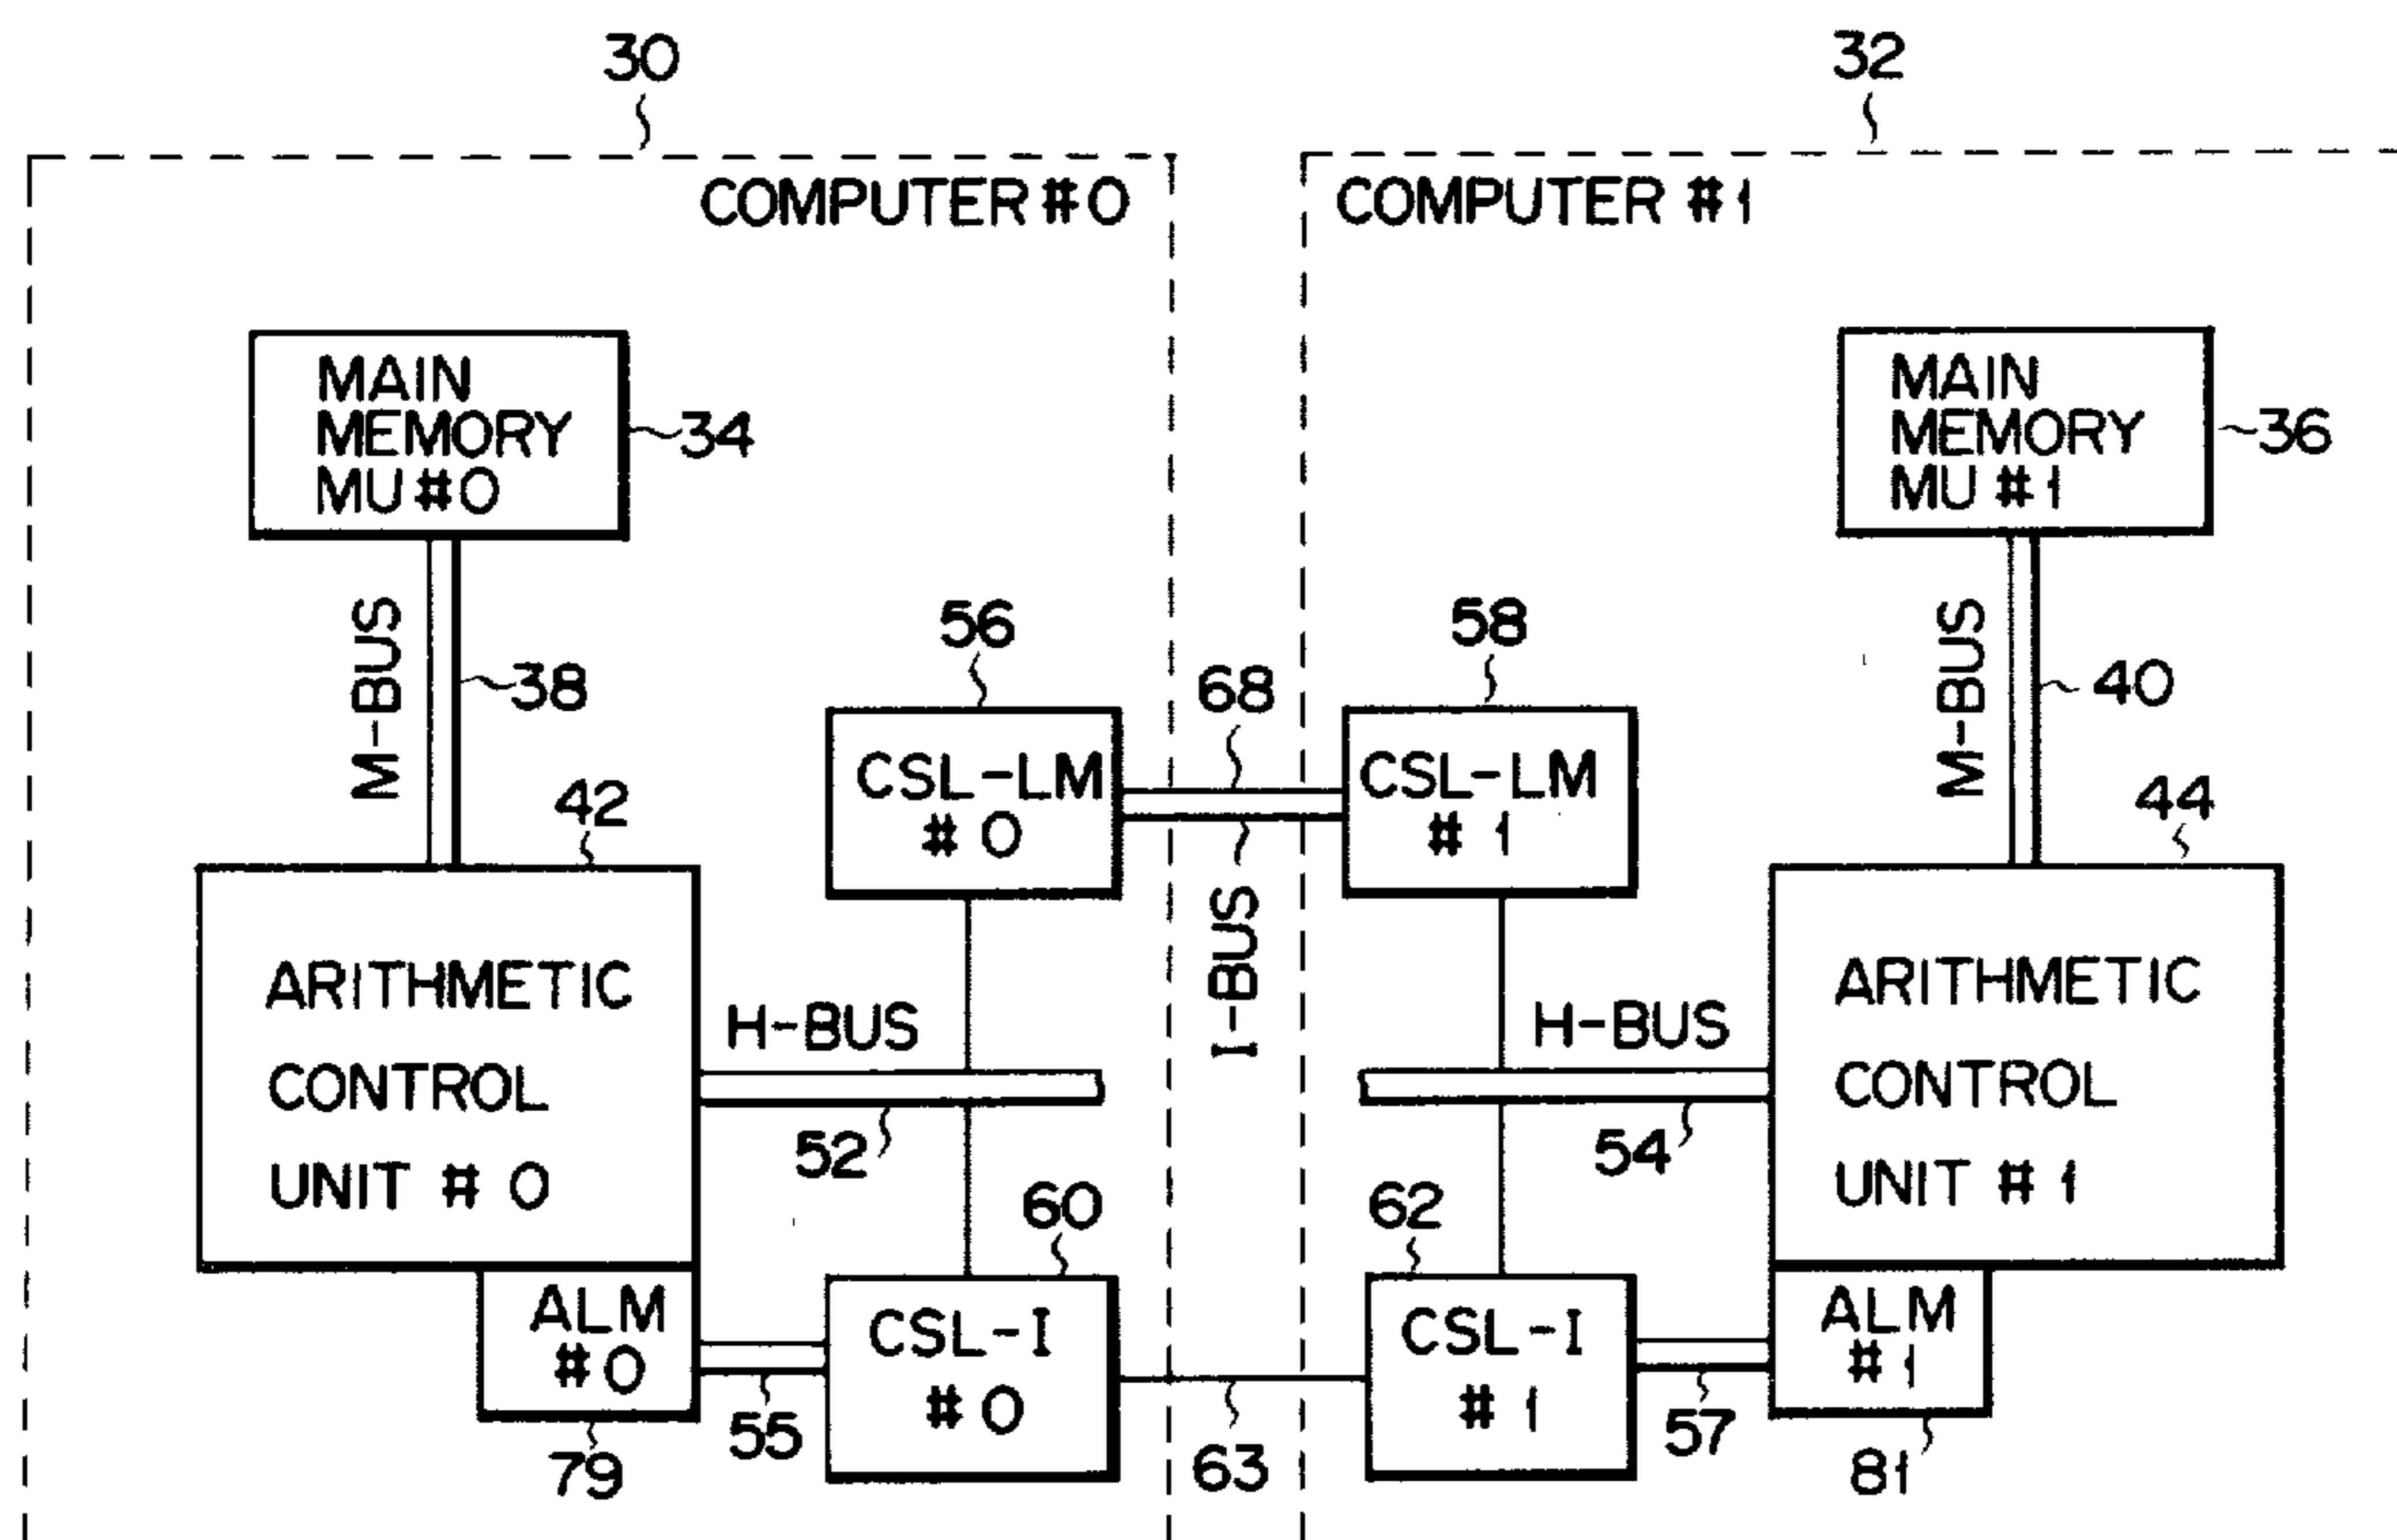 30
32
COMPUTER #0
COMPUTER #1
MAIN
MEMORY
MU #0
34
MAIN
MEMORY
MU #1
36
M-BUS
38
56
68
58
M-BUS
40
42
CSL-LM
# 0
CSL-LM
# 1
44
I-BUS
ARITHMETIC
CONTROL
UNIT # 0
H-BUS
52
H-BUS
54
ARITHMETIC
CONTROL
UNIT # 1
60
62
ALM
#0
55
CSL-I
#0
63
CSL-I
# 1
57
ALM
#1
79
81